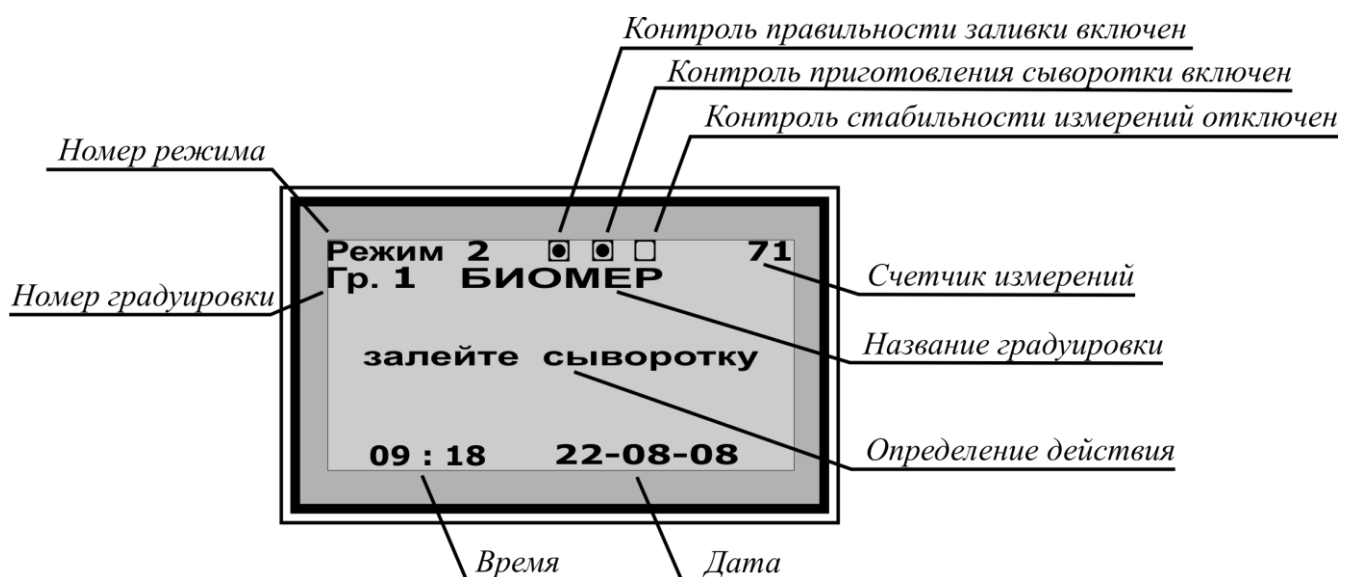 Контроль правильности заливки включен
Контроль приготовления сыворотки включен
Контроль стабильности измерений отключен
Номер режима
Режим 2 71
Счетчик измерений
Гр. 1 БИОМЕР
Номер градуировки
Название градуировки
залейте сыворотку
Определение действия
09 : 18 22-08-08
Время Дата